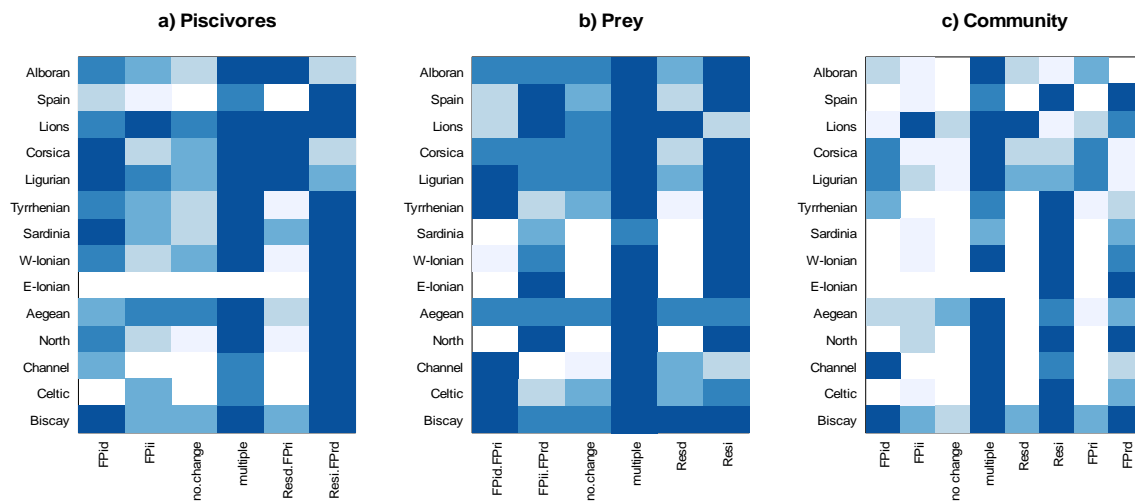 a) Piscivores
b) Prey
c) Community
Alboran
Spain
Lions
Corsica
Ligurian
Tyrrhenian
Sardinia
W-Ionian
E-Ionian
Aegean
North
Channel
Celtic
Biscay
FPid
FPii
no.change
multiple
Resd.FPri
Resi.FPrd
Alboran
Spain
Lions
Corsica
Ligurian
Tyrrhenian
Sardinia
W-Ionian
E-Ionian
Aegean
North
Channel
Celtic
Biscay
FPid.FPri
FPii.FPrd
no.change
multiple
Resd
Resi
Alboran
Spain
Lions
Corsica
Ligurian
Tyrrhenian
Sardinia
W-Ionian
E-Ionian
Aegean
North
Channel
Celtic
Biscay
FPid
FPii
no change
multiple
Resd
Resi
FPri
FPrd